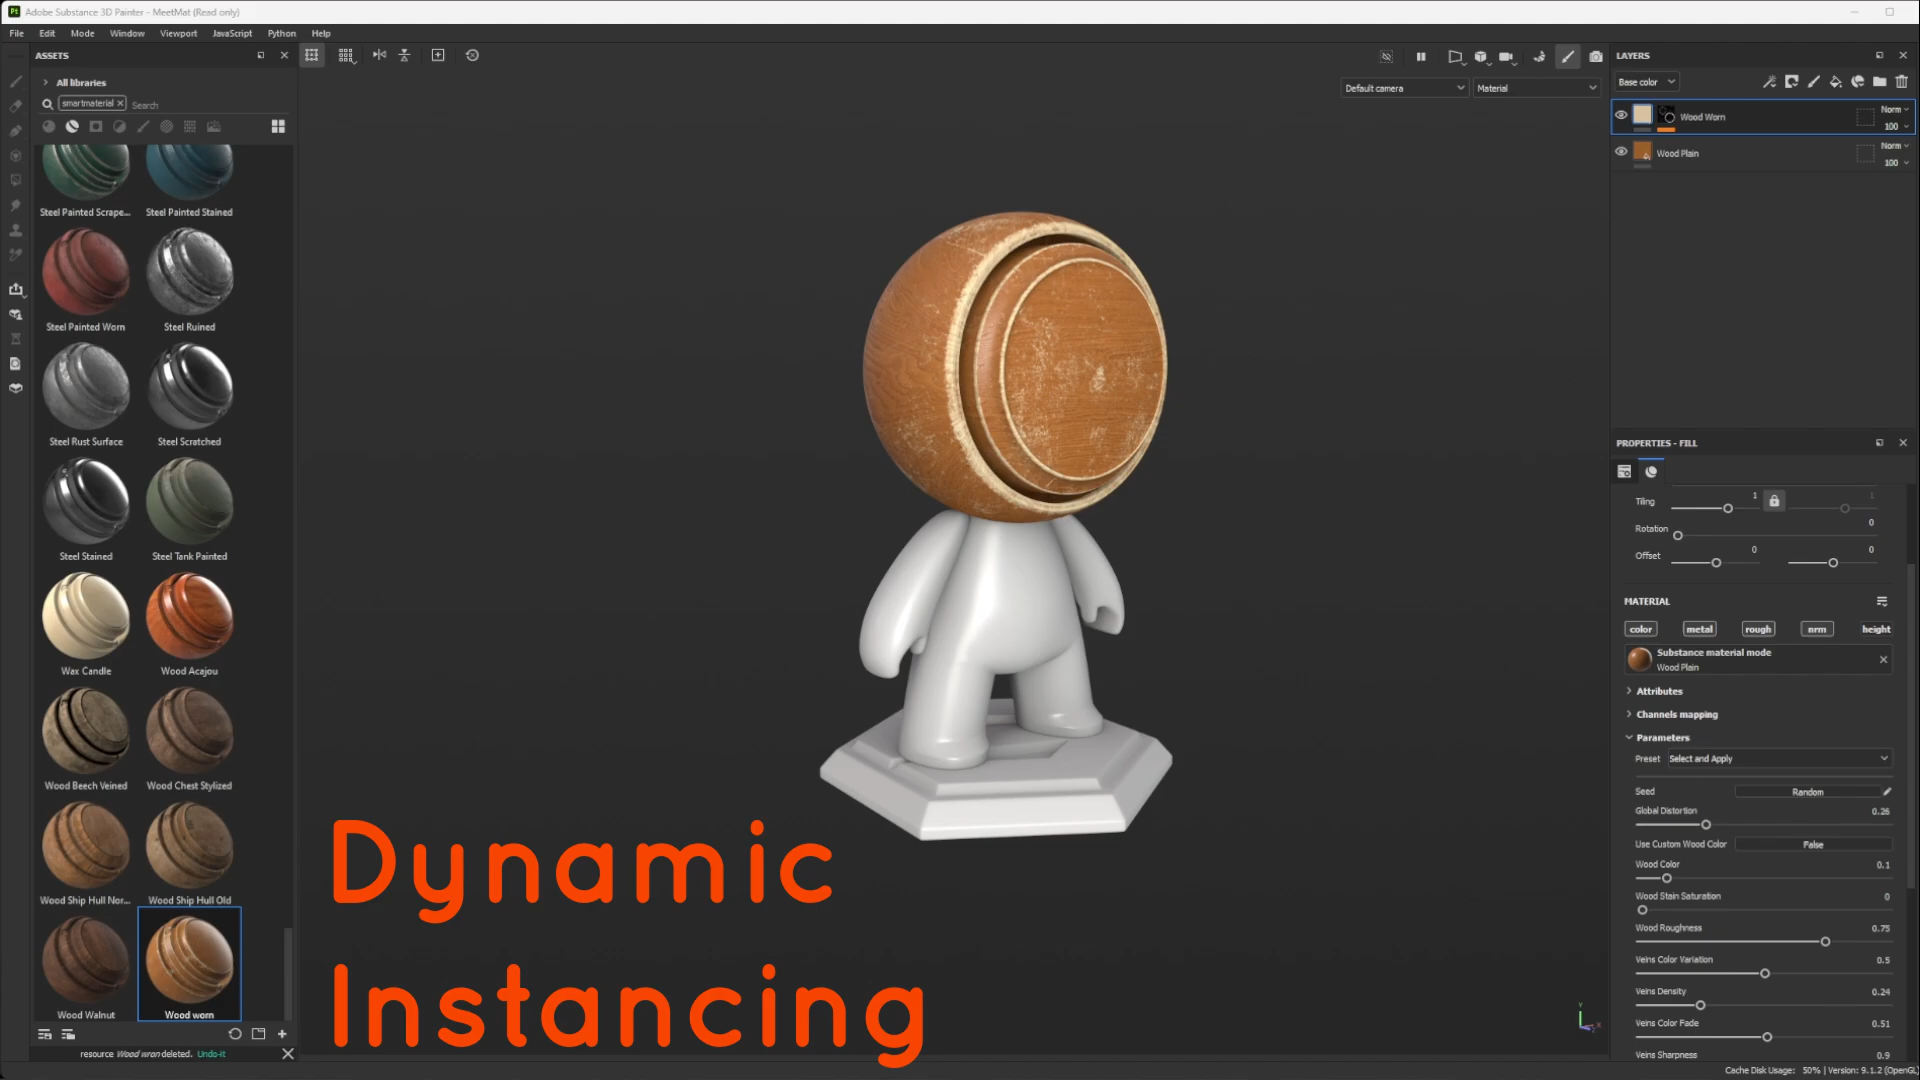 Adobe Substance 3D Painter - MeetMat (Read only)
File Edit Mode Window Viewport JavaScript Python Help
ASSETS
All libraries
smartmaterial Search
Steel Painted Scrape... Steel Painted Stained
Steel Painted Worn Steel Ruined
Steel Rust Surface Steel Scratched
Steel Stained Steel Tank Painted
Wax Candle Wood Acajou
Wood Beech Veined Wood Chest Stylized
Wood Ship Hull Nor... Wood Ship Hull Old
Wood Walnut Wood worn
resource Wood wron deleted. Undo-it
Default camera Material
Dynamic
Instancing
Y
X
LAYERS
Base color
Wood Worn Norm
100
Wood Plain Norm
100
PROPERTIES - FILL
Tiling 1 1
Rotation 0
Offset 0 0
MATERIAL
color metal rough nrm height
Substance material mode
Wood Plain
Attributes
Channels mapping
Parameters
Preset Select and Apply
Seed Random
Global Distortion 0.26
Use Custom Wood Color False
Wood Color 0.1
Wood Stain Saturation 0
Wood Roughness 0.75
Veins Color Variation 0.5
Veins Density 0.24
Veins Color Fade 0.51
Veins Sharpness 0.9
Cache Disk Usage: 50% | Version: 9.1.2 (OpenGL